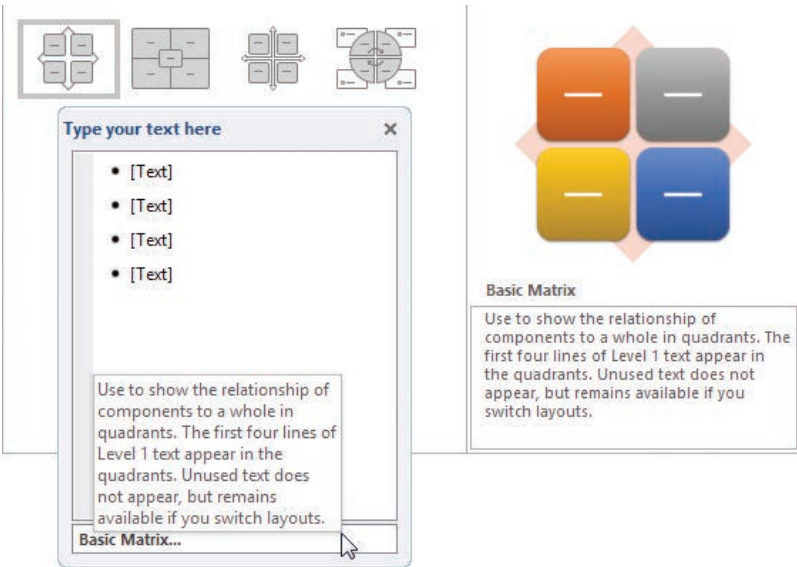 Type your text here
• [Text]
• [Text]
• [Text]
• [Text]
Use to show the relationship of
components to a whole in
quadrants. The first four lines of
Level 1 text appear in the
quadrants. Unused text does
not appear, but remains
available if you switch layouts.
Basic Matrix...
Basic Matrix
Use to show the relationship of
components to a whole in quadrants. The
first four lines of Level 1 text appear in
the quadrants. Unused text does not
appear, but remains available if you
switch layouts.